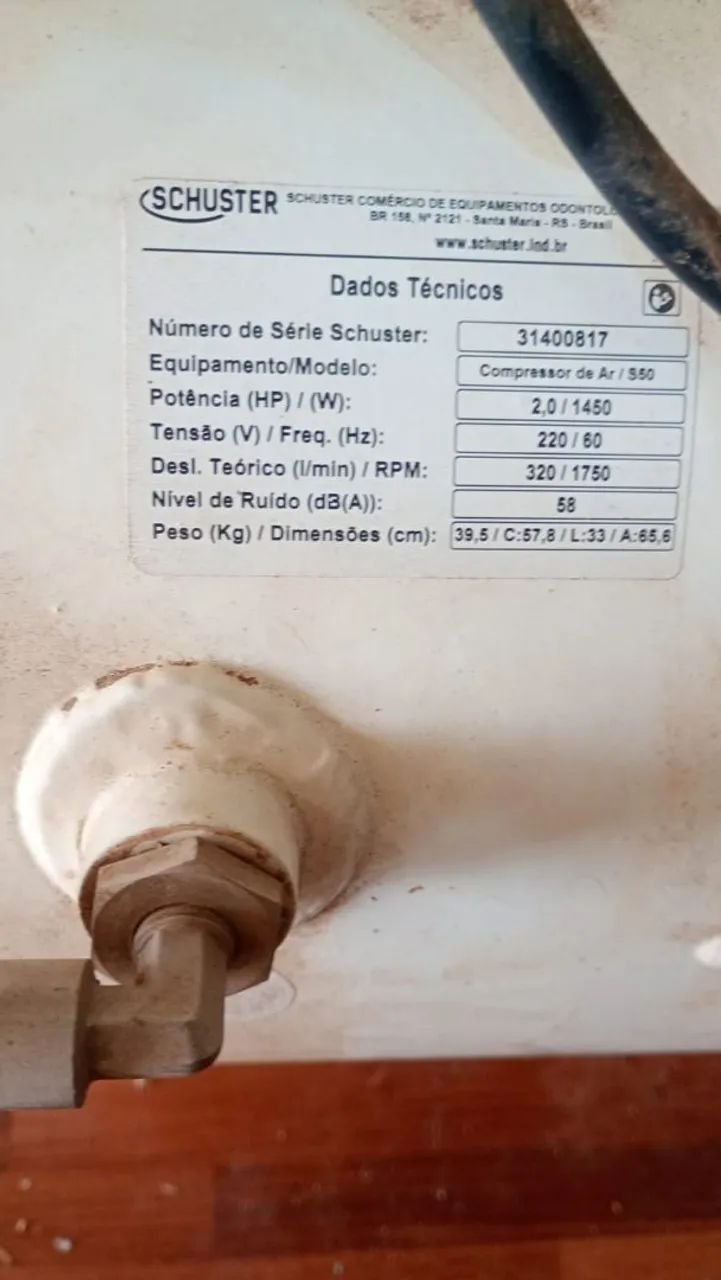 SCHUSTER SCHUSTER COMÉRCIO DE EQUIPAMENTOS
BR 158, Nº 2121 - Santa Maria - RS - Brasil
www.schuster.ind.br
Dados Técnicos
Número de Série Schuster: 31400817
Equipamento/Modelo: Compressor de Ar / S50
Potência (HP) / (W): 2,0 / 1450
Tensão (V) / Freq. (Hz): 220 / 60
Desl. Teórico (l/min) / RPM: 320 / 1750
Nível de Ruído (dB(A)): 58
Peso (Kg) / Dimensões (cm): 39,5 / C:57,8 / L:33 / A:65,6